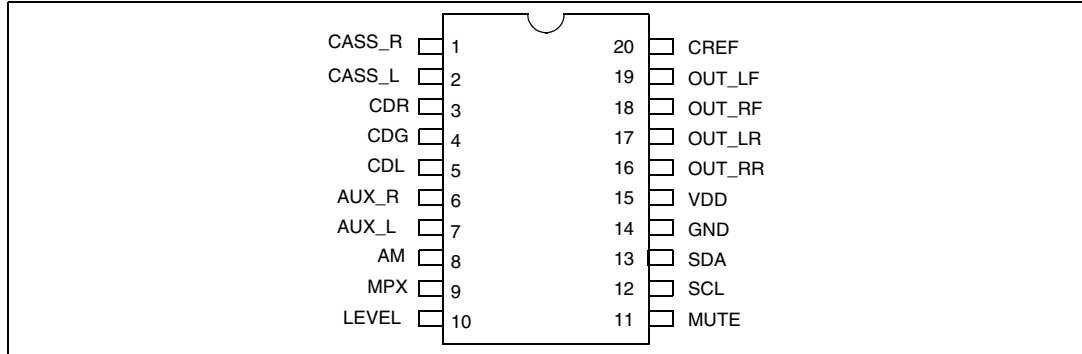 CASS_R 1 20 CREF
CASS_L 2 19 OUT_LF
CDR 3 18 OUT_RF
CDG 4 17 OUT_LR
CDL 5 16 OUT_RR
AUX_R 6 15 VDD
AUX_L 7 14 GND
AM 8 13 SDA
MPX 9 12 SCL
LEVEL 10 11 MUTE